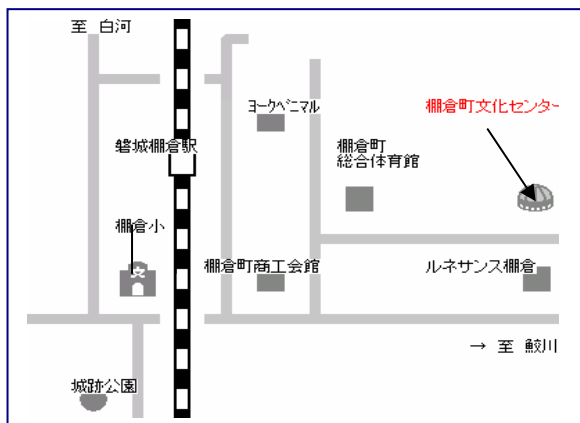 至 白河
ヨークベニマル
棚倉町文化センター
磐城棚倉駅
棚倉町
総合体育館
棚倉小
棚倉町商工会館
ルネサンス棚倉
→ 至 鮫川
城跡公園